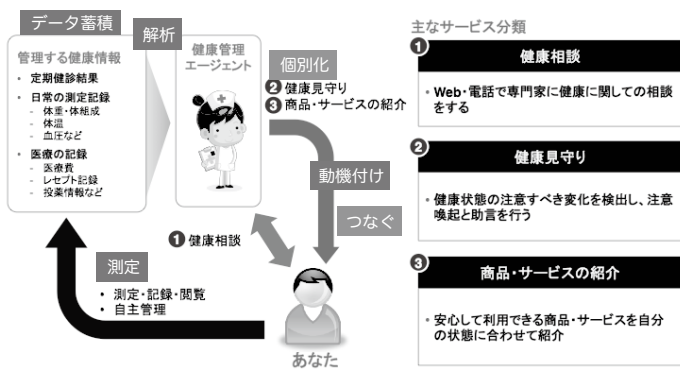 データ蓄積
管理する健康情報
• 定期健診結果
• 日常の測定記録
- 体重・体組成
- 体温
- 血圧など
• 医療の記録
- 医療費
- レセプト記録
- 投薬情報など
解析
健康管理
エージェント
個別化
❷健康見守り
❸商品・サービスの紹介
動機付け
つなぐ
❶健康相談
測定
• 測定・記録・閲覧
• 自主管理
あなた
主なサービス分類
❶
健康相談
• Web・電話で専門家に健康に関しての相談
をする
❷
健康見守り
• 健康状態の注意すべき変化を検出し、注意
喚起と助言を行う
❸
商品・サービスの紹介
• 安心して利用できる商品・サービスを自分
の状態に合わせて紹介